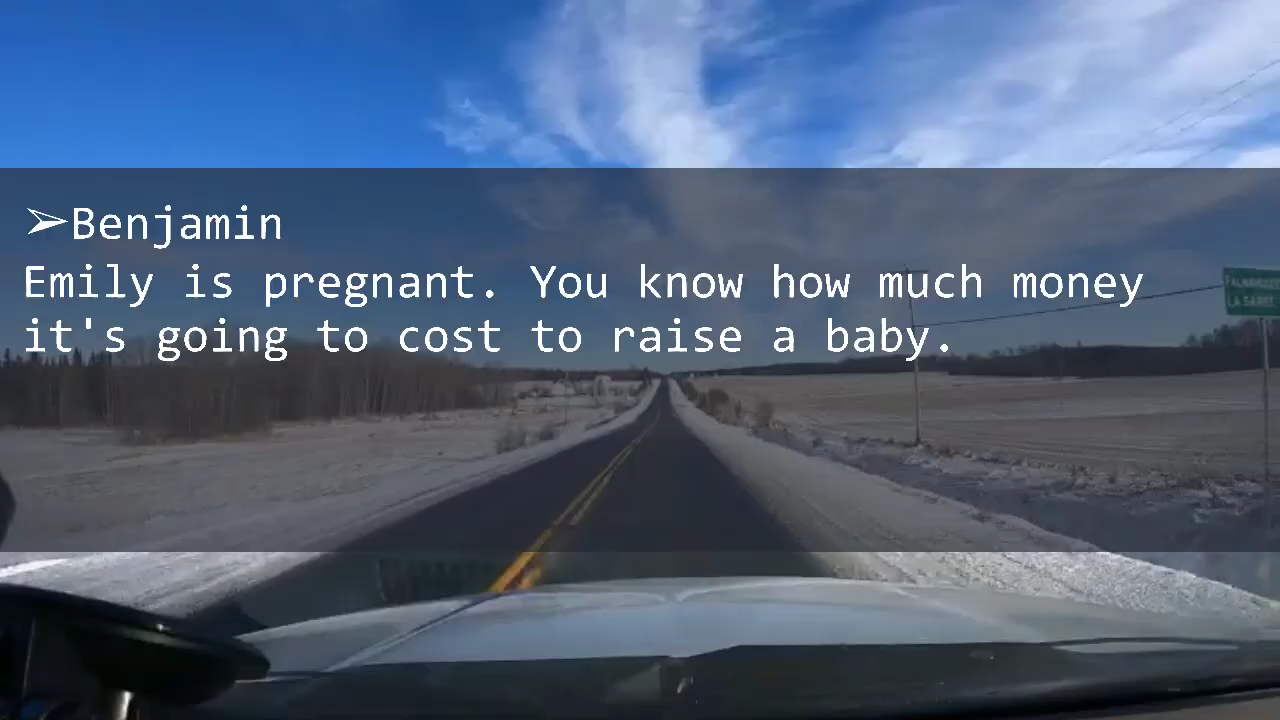 ➢Benjamin
Emily is pregnant. You know how much money
it's going to cost to raise a baby.